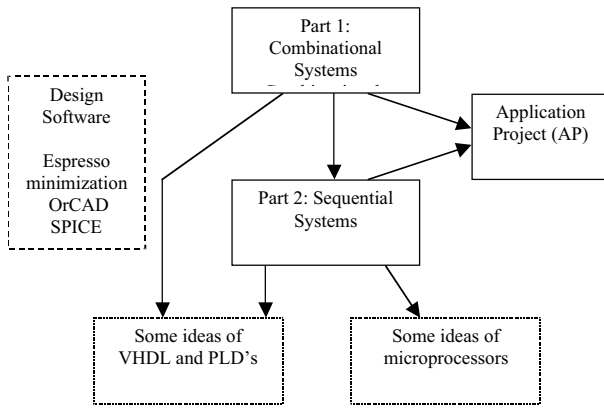 Part 1:
Combinational
Systems
Design
Software
Espresso
minimization
OrCAD
SPICE
Application
Project (AP)
Part 2: Sequential
Systems
Some ideas of
VHDL and PLD’s
Some ideas of
microprocessors